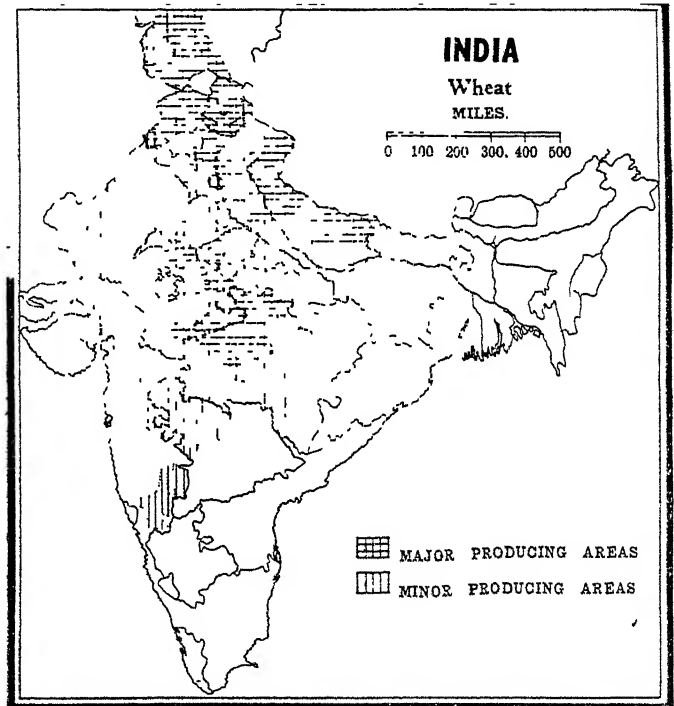 INDIA
Wheat
MILES.
0 100 200 300. 400 500
MAJOR PRODUCING AREAS
MINOR PRODUCING AREAS